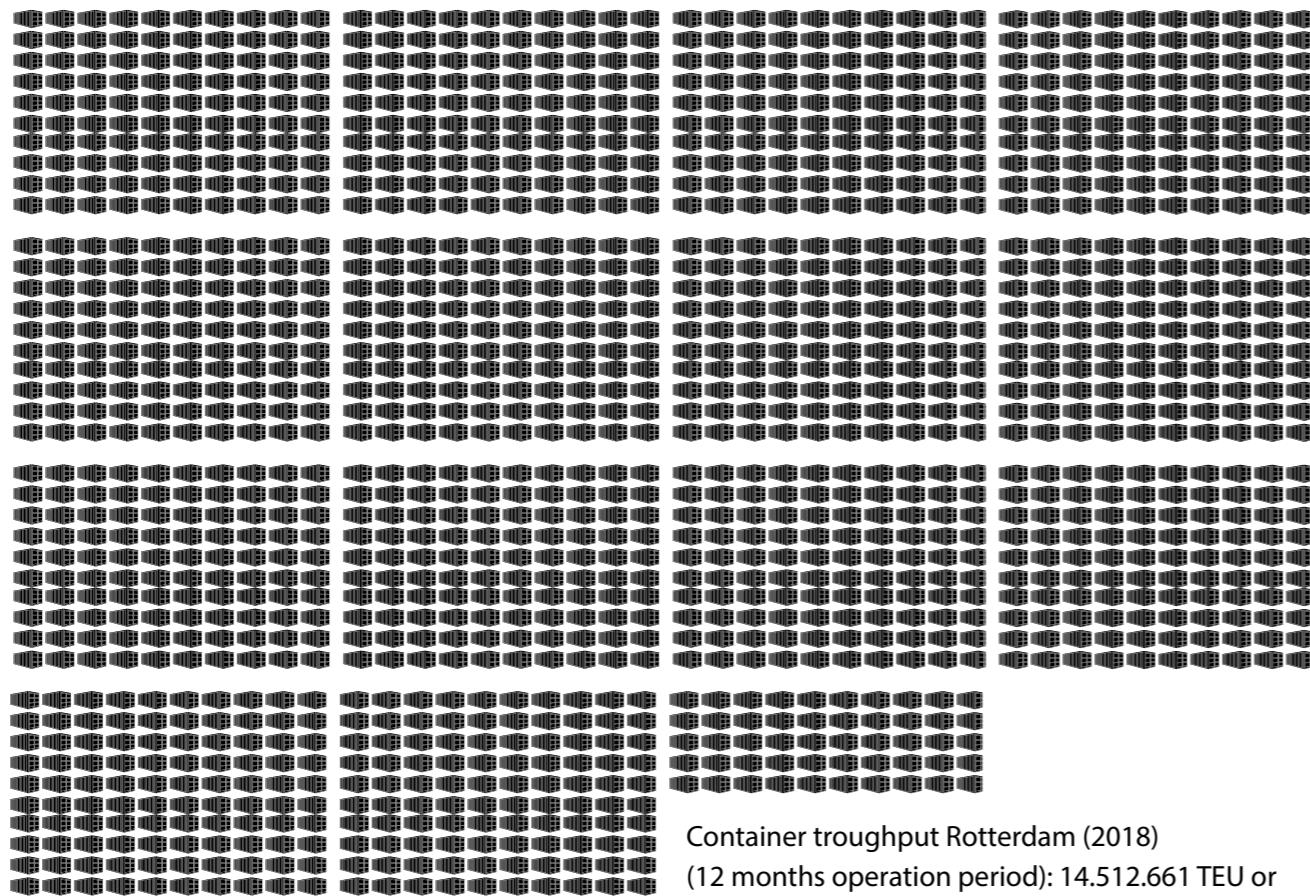 Container troughput Rotterdam (2018)
(12 months operation period): 14.512.661 TEU or